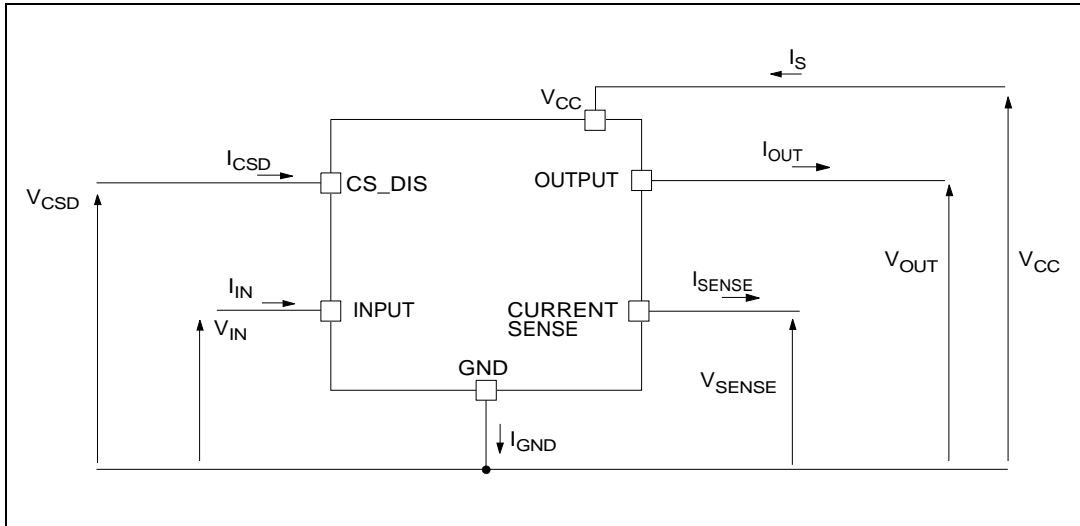 I_S
V_CC
I_CSD
I_OUT
CS_DIS
OUTPUT
V_CSD
V_OUT
V_CC
I_IN
I_SENSE
INPUT
CURRENT
SENSE
V_IN
GND
V_SENSE
I_GND